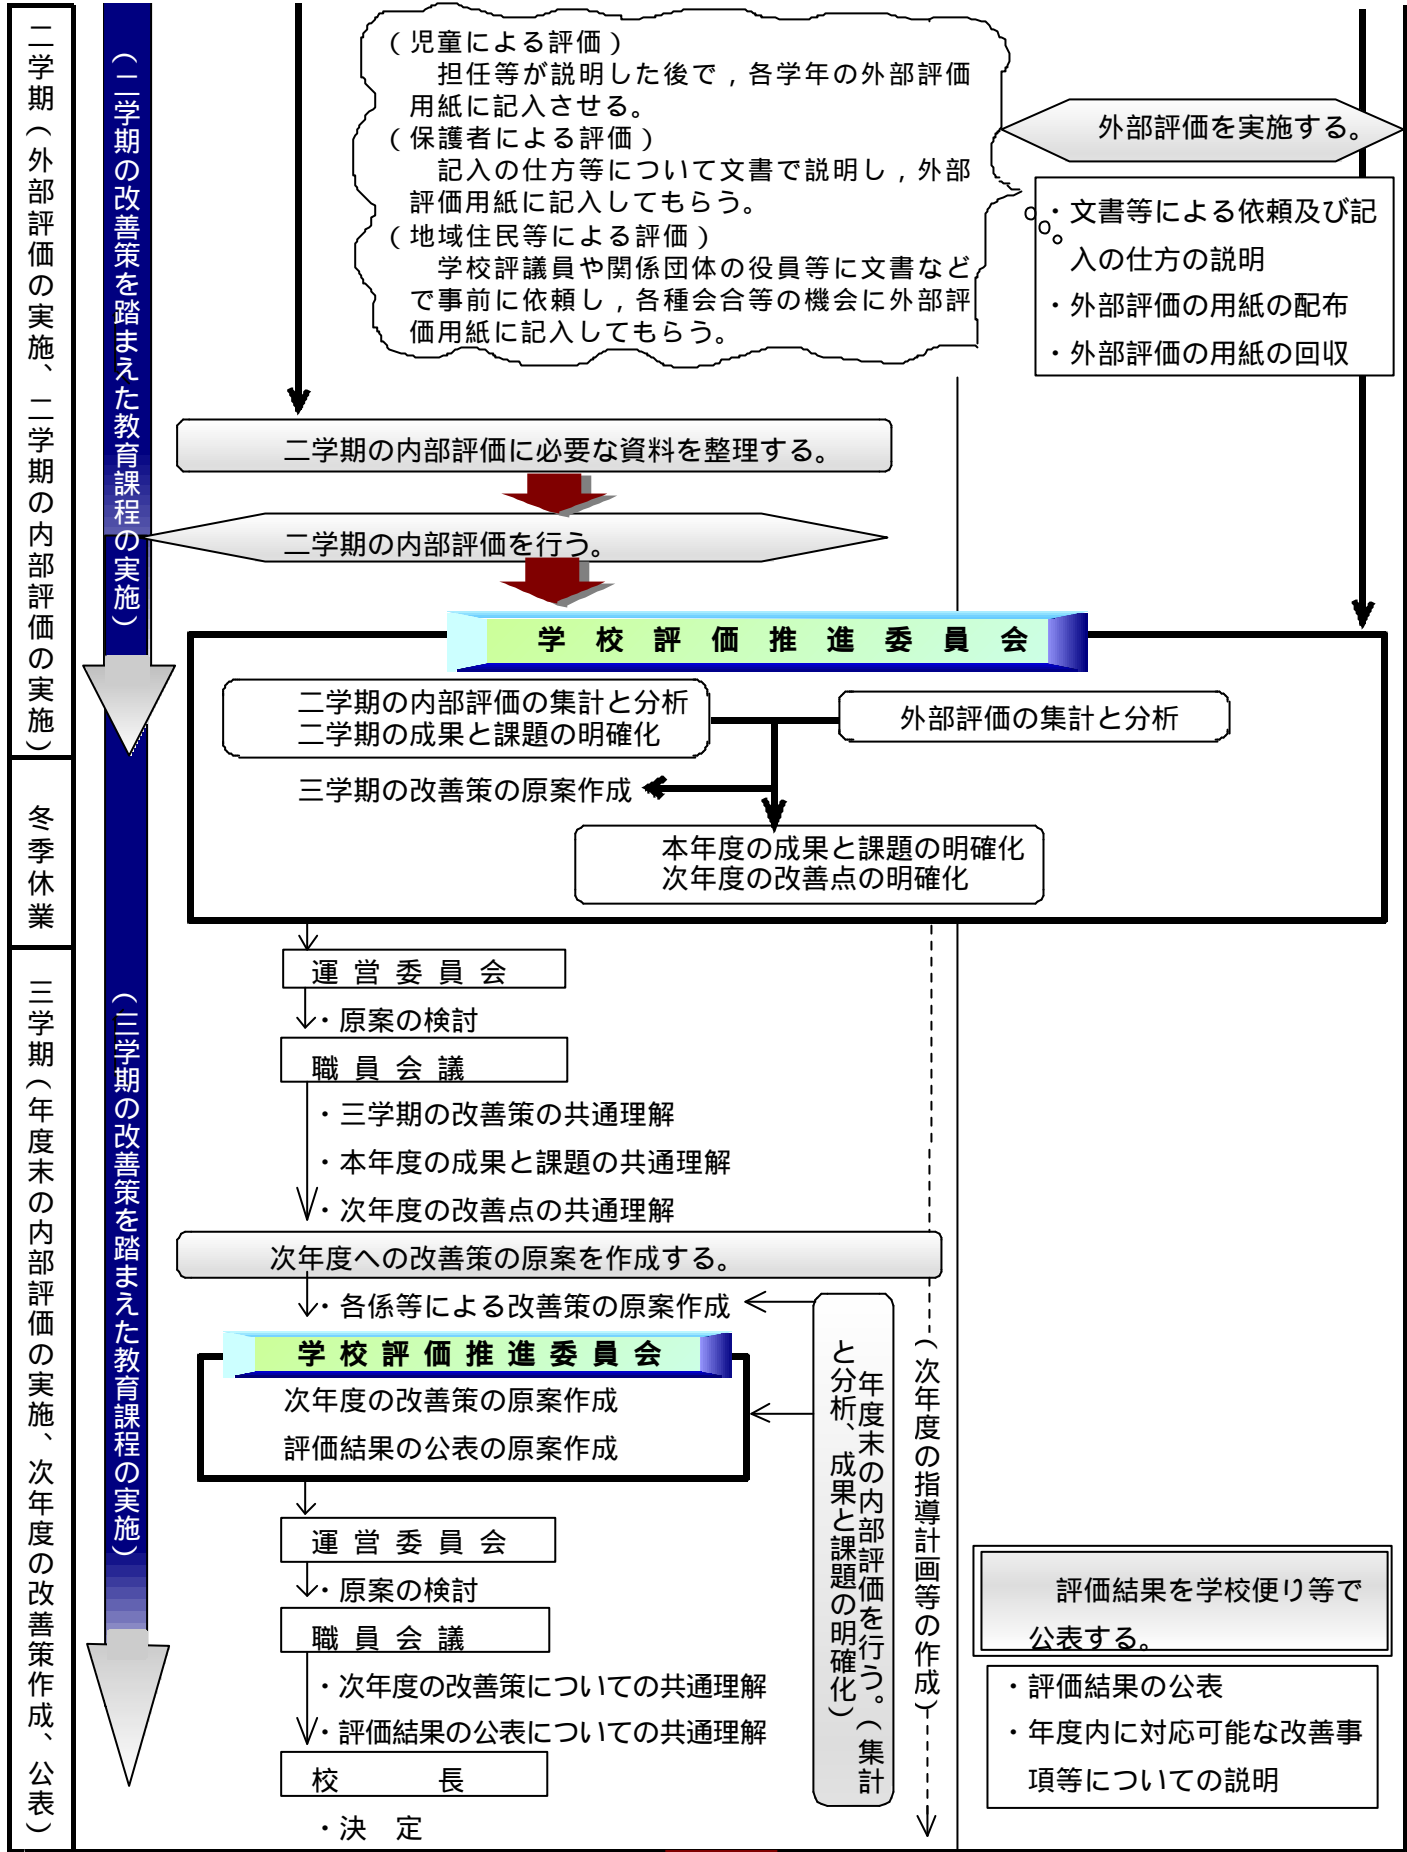 二学期（外部評価の実施、二学期の内部評価の実施）
冬季休業
三学期（年度末の内部評価の実施、次年度の改善策作成、公表）
（二学期の改善策を踏まえた教育課程の実施）
（三学期の改善策を踏まえた教育課程の実施）
（児童による評価）
担任等が説明した後で，各学年の外部評価
用紙に記入させる。
（保護者による評価）
記入の仕方等について文書で説明し，外部
評価用紙に記入してもらう。
（地域住民等による評価）
学校評議員や関係団体の役員等に文書など
で事前に依頼し，各種会合等の機会に外部評
価用紙に記入してもらう。
外部評価を実施する。
・文書等による依頼及び記
入の仕方の説明
・外部評価の用紙の配布
・外部評価の用紙の回収
二学期の内部評価に必要な資料を整理する。
二学期の内部評価を行う。
学校評価推進委員会
二学期の内部評価の集計と分析
二学期の成果と課題の明確化
外部評価の集計と分析
三学期の改善策の原案作成
本年度の成果と課題の明確化
次年度の改善点の明確化
運営委員会
・原案の検討
職員会議
・三学期の改善策の共通理解
・本年度の成果と課題の共通理解
・次年度の改善点の共通理解
次年度への改善策の原案を作成する。
・各係等による改善策の原案作成
学校評価推進委員会
次年度の改善策の原案作成
評価結果の公表の原案作成
運営委員会
・原案の検討
職員会議
・次年度の改善策についての共通理解
・評価結果の公表についての共通理解
校　長
・決　定
年度末の内部評価を行う。（集計
と分析、成果と課題の明確化）
（次年度の指導計画等の作成）
評価結果を学校便り等で
公表する。
・評価結果の公表
・年度内に対応可能な改善事
項等についての説明